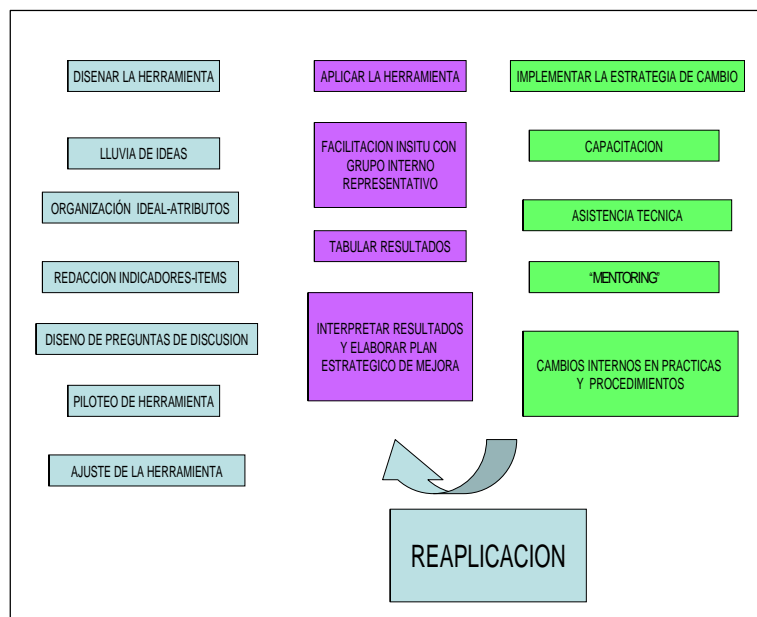 DISENAR LA HERRAMIENTA
LLUVIA DE IDEAS
ORGANIZACIÓN IDEAL-ATRIBUTOS
REDACCION INDICADORES-ITEMS
DISENO DE PREGUNTAS DE DISCUSION
PILOTEO DE HERRAMIENTA
AJUSTE DE LA HERRAMIENTA
APLICAR LA HERRAMIENTA
FACILITACION INSITU CON
GRUPO INTERNO
REPRESENTATIVO
TABULAR RESULTADOS
INTERPRETAR RESULTADOS
Y ELABORAR PLAN
ESTRATEGICO DE MEJORA
IMPLEMENTAR LA ESTRATEGIA DE CAMBIO
CAPACITACION
ASISTENCIA TECNICA
“MENTORING”
CAMBIOS INTERNOS EN PRACTICAS
Y PROCEDIMIENTOS
REAPLICACION